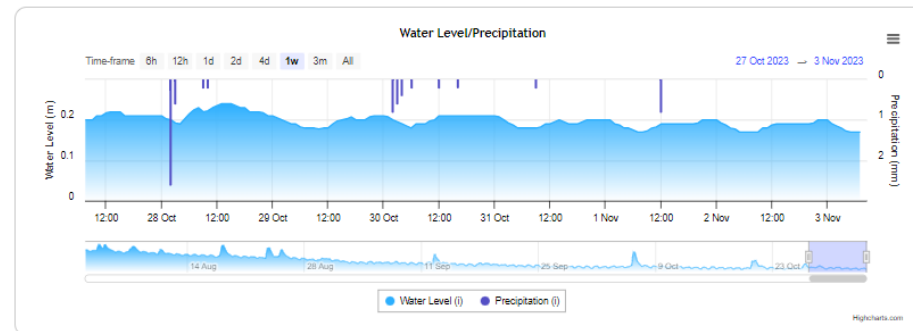 Water Level/Precipitation
Time-frame 6h 12h 1d 2d 4d 1w 3m All 27 Oct 2023 → 3 Nov 2023
Water Level (m)
0.2
0.1
0
0
1
2
Precipitation (mm)
12:00 28 Oct 12:00 29 Oct 12:00 30 Oct 12:00 31 Oct 12:00 1 Nov 12:00 2 Nov 12:00 3 Nov
14 Aug 28 Aug 11 Sep 25 Sep 9 Oct 23 Oct
Water Level (i) Precipitation (i)
Highcharts.com